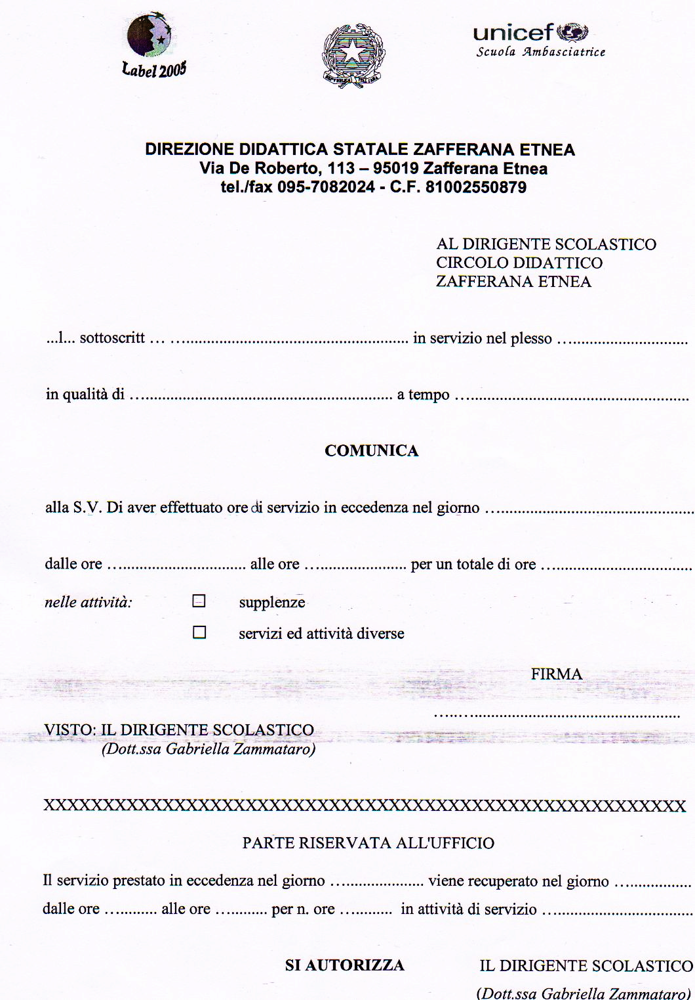 Label 2005
REPVBBLICA ITALIANA
unicef
Scuola Ambasciatrice
DIREZIONE DIDATTICA STATALE ZAFFERANA ETNEA
Via De Roberto, 113 – 95019 Zafferana Etnea
tel./fax 095-7082024 - C.F. 81002550879
AL DIRIGENTE SCOLASTICO
CIRCOLO DIDATTICO
ZAFFERANA ETNEA
...l... sottoscritt ... ........................................................ in servizio nel plesso ................................
in qualità di ............................................................... a tempo ........................................................
COMUNICA
alla S.V. Di aver effettuato ore di servizio in eccedenza nel giorno ..................................................
dalle ore ................................. alle ore ......................... per un totale di ore .....................................
nelle attività: ☐ supplenze
☐ servizi ed attività diverse
FIRMA
...........................................................
VISTO: IL DIRIGENTE SCOLASTICO
(Dott.ssa Gabriella Zammataro)
XXXXXXXXXXXXXXXXXXXXXXXXXXXXXXXXXXXXXXXXXXXXXXXXXXXXXX
PARTE RISERVATA ALL'UFFICIO
Il servizio prestato in eccedenza nel giorno ....................... viene recuperato nel giorno ...................
dalle ore ............. alle ore ............. per n. ore ............. in attività di servizio .....................................
SI AUTORIZZA IL DIRIGENTE SCOLASTICO
(Dott.ssa Gabriella Zammataro)